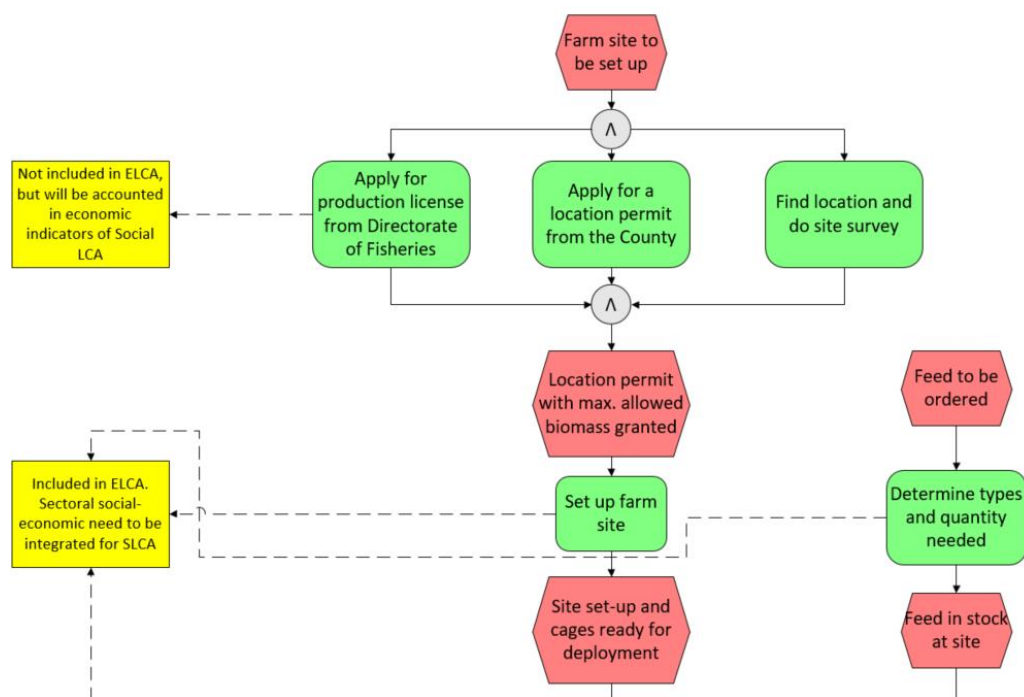 Farm site to
be set up
Λ
Not included in ELCA,
but will be accounted
in economic
indicators of Social
LCA
Apply for
production license
from Directorate
of Fisheries
Apply for a
location permit
from the County
Find location and
do site survey
Λ
Location permit
with max. allowed
biomass granted
Feed to be
ordered
Included in ELCA.
Sectoral social-
economic need to be
integrated for SLCA
Set up farm
site
Determine types
and quantity
needed
Site set-up and
cages ready for
deployment
Feed in stock
at site